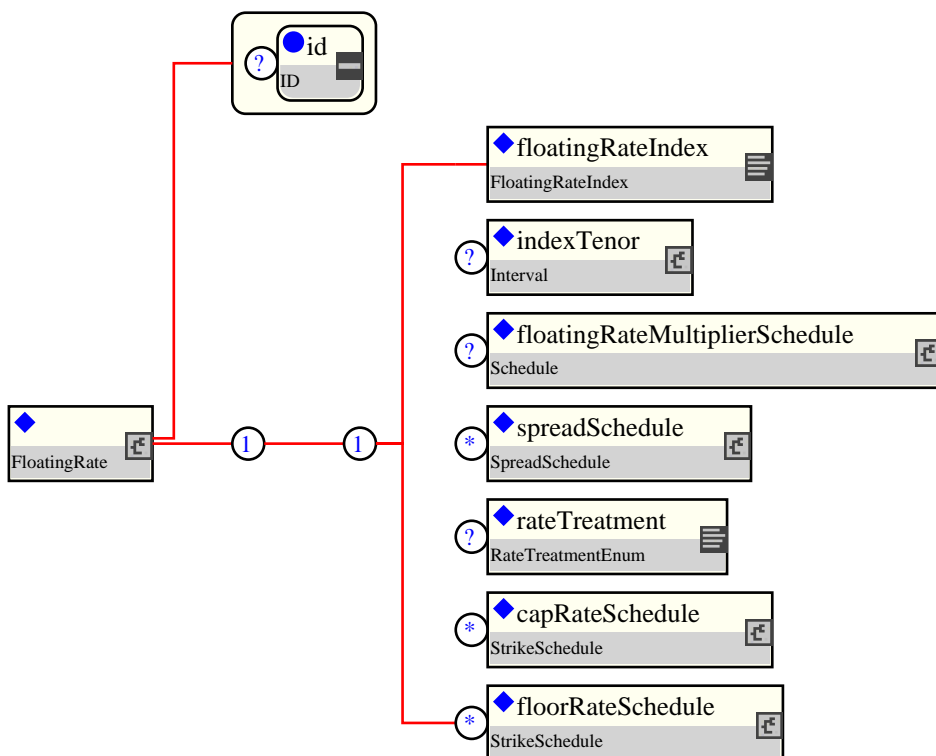 id
?
ID
floatingRateIndex
FloatingRateIndex
indexTenor
?
Interval
floatingRateMultiplierSchedule
?
Schedule
FloatingRate
1
1
spreadSchedule
*
SpreadSchedule
rateTreatment
?
RateTreatmentEnum
capRateSchedule
*
StrikeSchedule
floorRateSchedule
*
StrikeSchedule